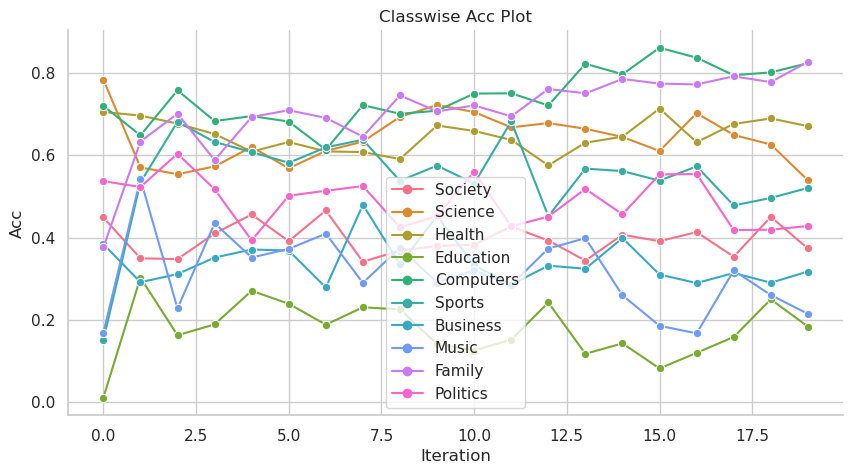 Classwise Acc Plot
Acc
0.8
0.6
0.4
0.2
0.0
Society
Science
Health
Education
Computers
Sports
Business
Music
Family
Politics
0.0 2.5 5.0 7.5 10.0 12.5 15.0 17.5
Iteration